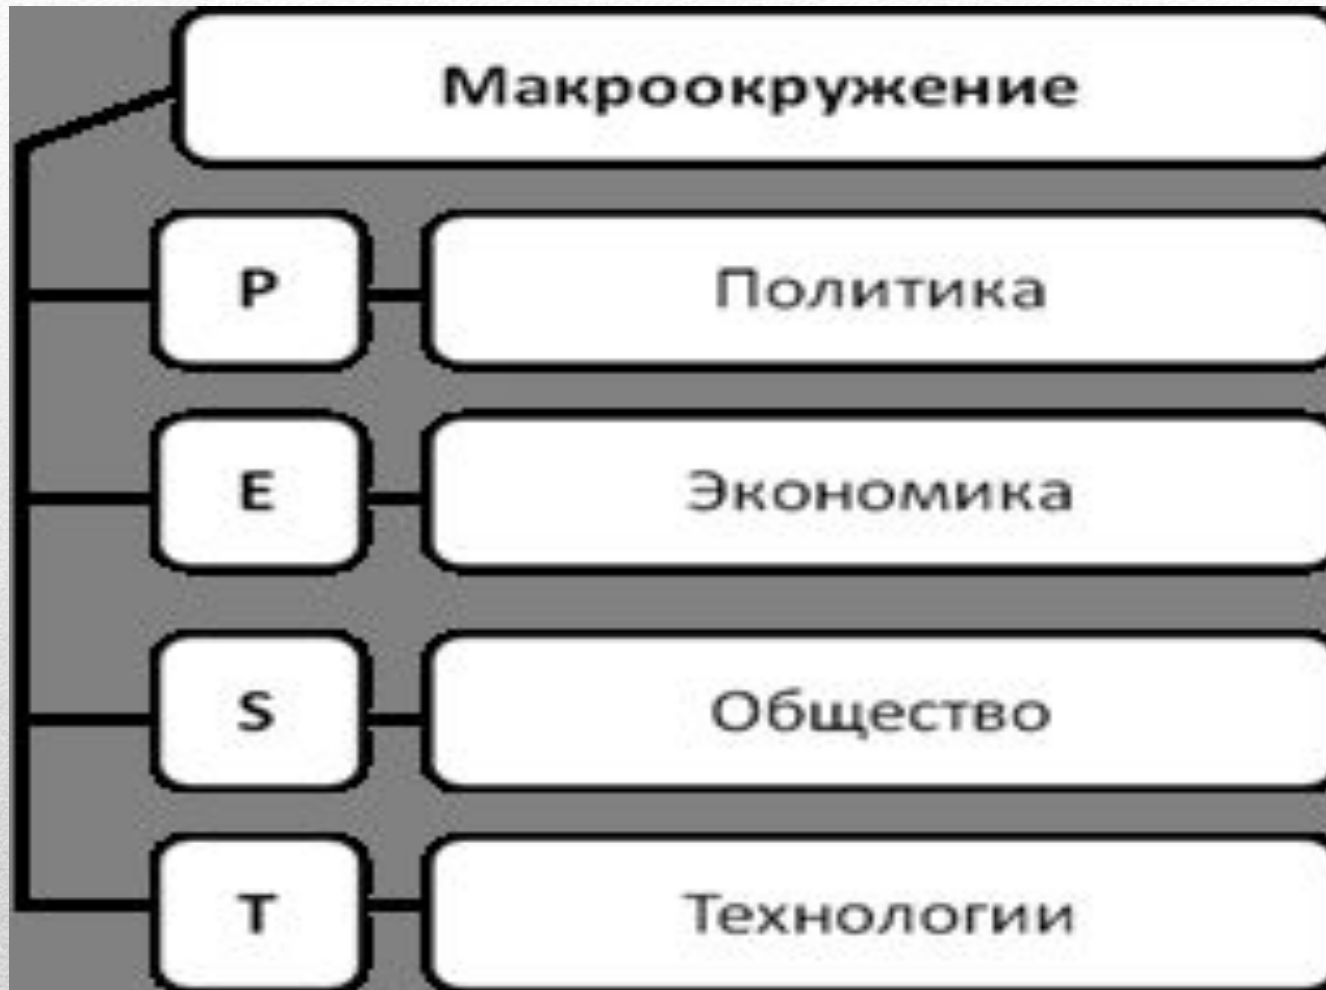 Макроокружение
P Политика
E Экономика
S Общество
T Технологии